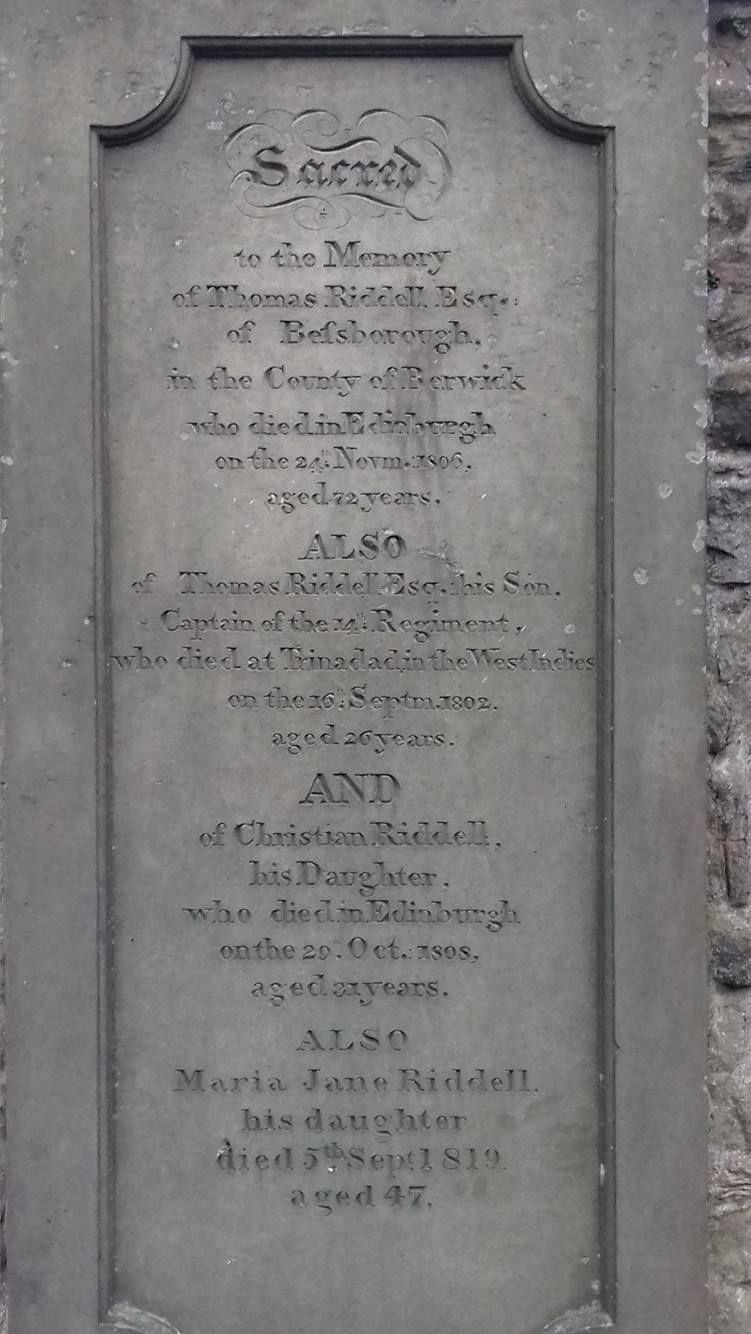 Sacred
to the Memory
of Thomas Riddell Esq.:
of Beſsborough,
in the County of Berwick
who died in Edinburgh
on the 24th. Novm.: 1806,
aged 72 years.
ALSO
of Thomas Riddell Esq.: his Son,
Captain of the 14th. Regiment,
who died at Trinadad, in the West Indies
on the 16th. Septm. 1802.
aged 26 years.
AND
of Christian Riddell,
his Daughter,
who died in Edinburgh
on the 29th. Oct.: 1808,
aged 31 years.
ALSO
Maria Jane Riddell.
his daughter
died 5th Sept. 1819.
aged 47.